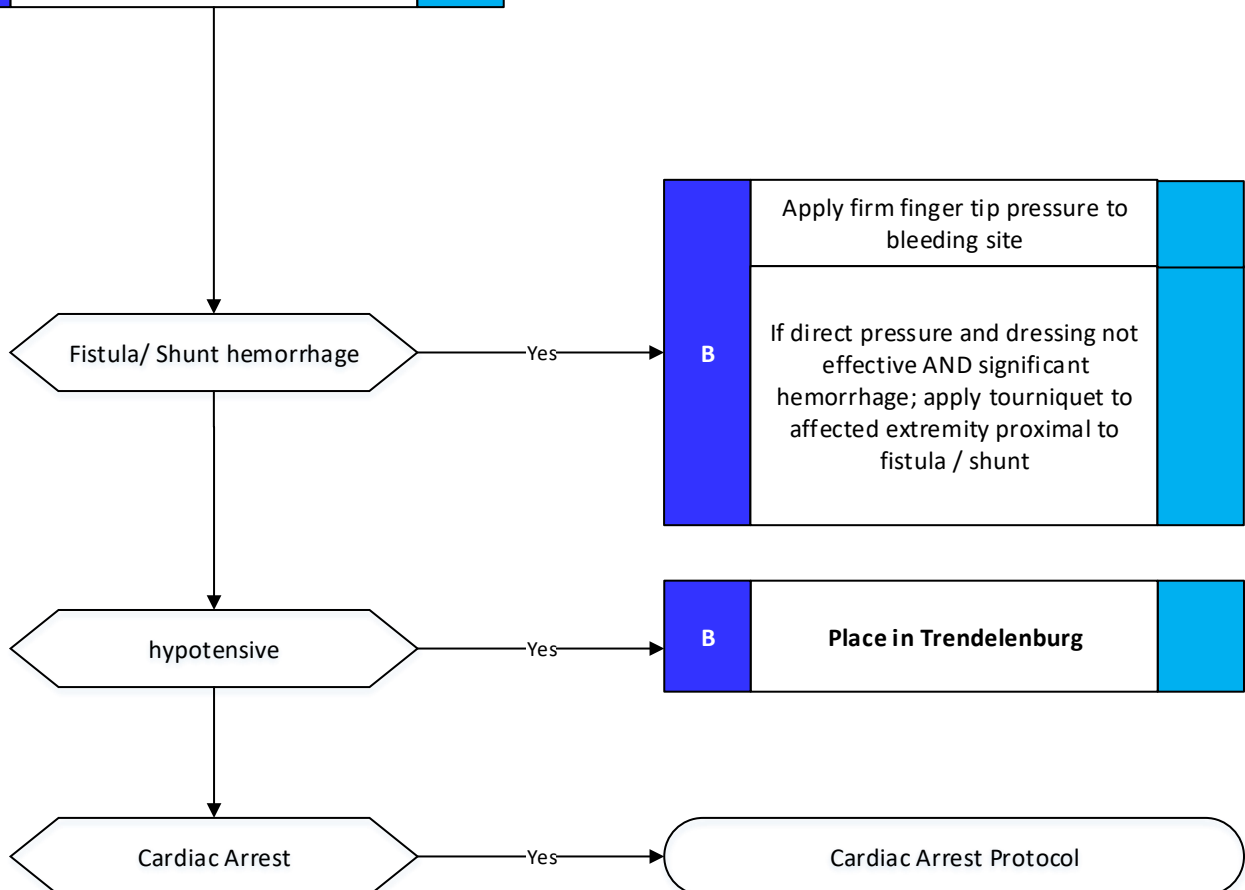 Apply firm finger tip pressure to
bleeding site
Fistula/ Shunt hemorrhage
Yes
B
If direct pressure and dressing not
effective AND significant
hemorrhage; apply tourniquet to
affected extremity proximal to
fistula / shunt
hypotensive
Yes
B
Place in Trendelenburg
Cardiac Arrest
Yes
Cardiac Arrest Protocol